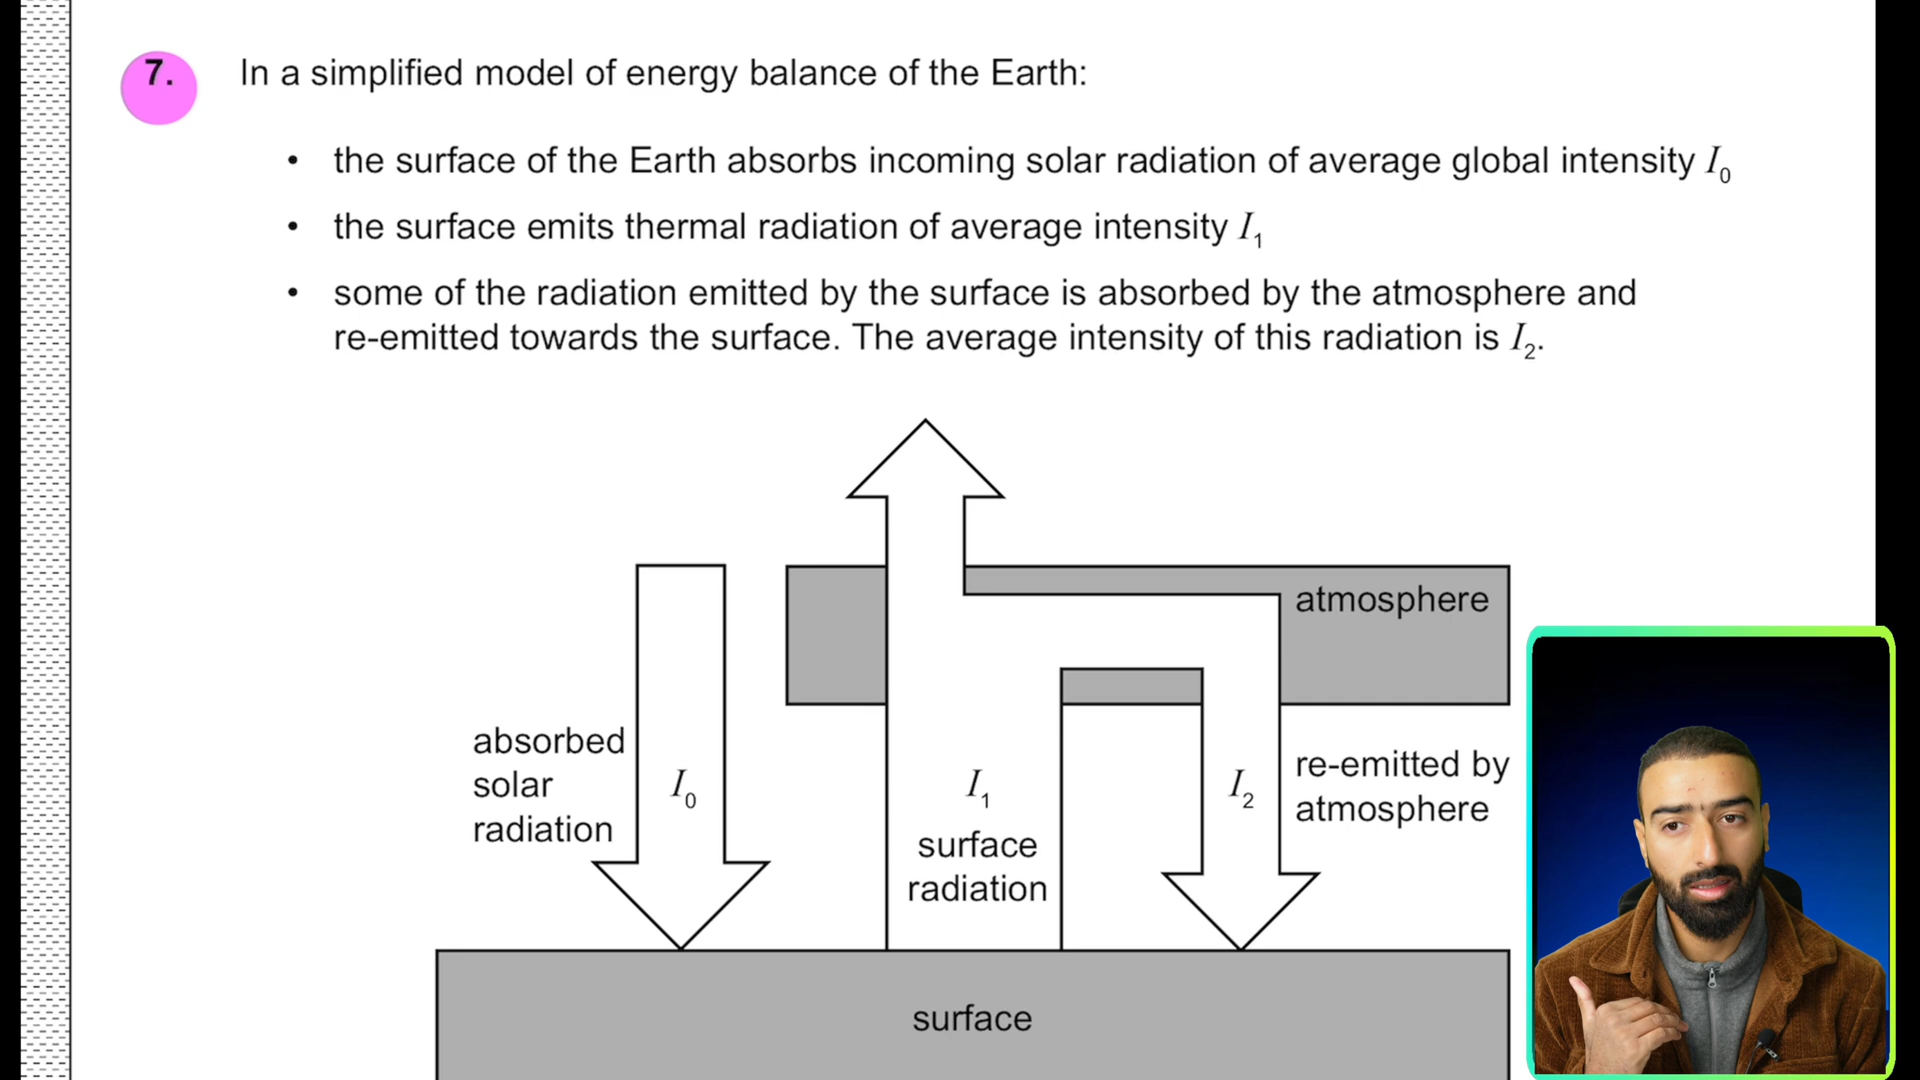 7. In a simplified model of energy balance of the Earth:
• the surface of the Earth absorbs incoming solar radiation of average global intensity I₀
• the surface emits thermal radiation of average intensity I₁
• some of the radiation emitted by the surface is absorbed by the atmosphere and
re-emitted towards the surface. The average intensity of this radiation is I₂.
atmosphere
absorbed
solar
radiation
I₀
I₁
surface
radiation
I₂
re-emitted by
atmosphere
surface